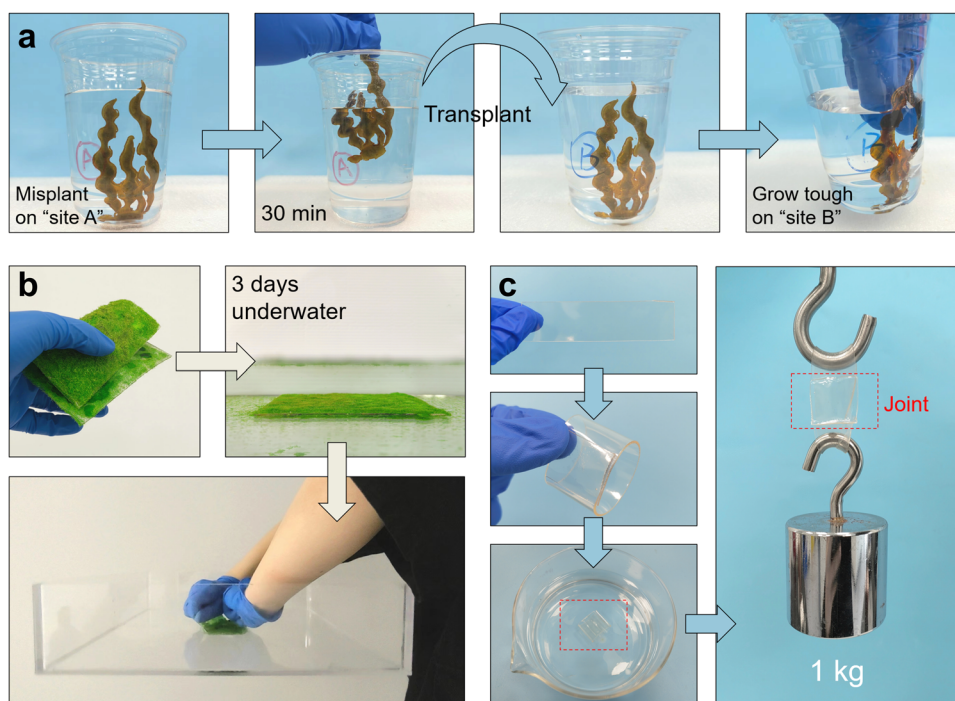 a
A
Misplant
on “site A”
A
30 min
Transplant
B
B
Grow tough
on “site B”
b
3 days
underwater
c
Joint
1 kg